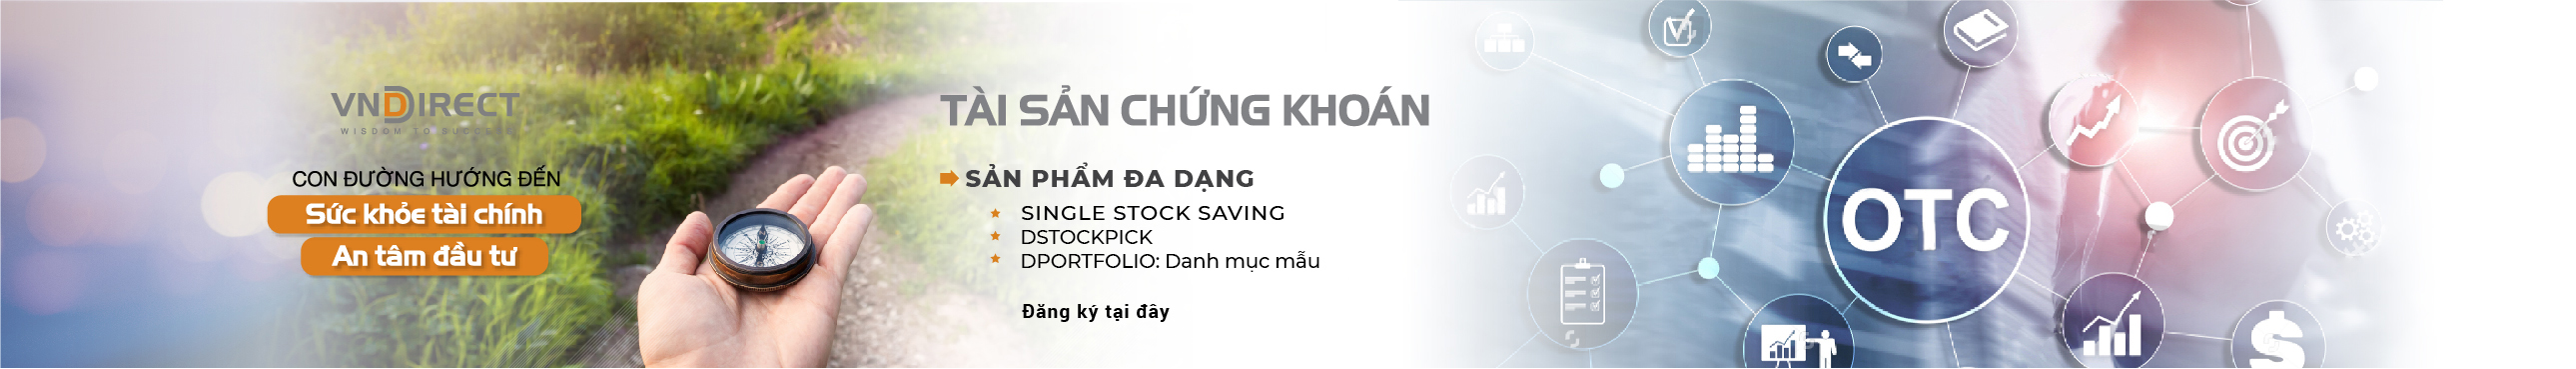 VNDIRECT
WISDOM TO SUCCESS
CON ĐƯỜNG HƯỚNG ĐẾN
Sức khỏe tài chính
An tâm đầu tư
TÀI SẢN CHỨNG KHOÁN
SẢN PHẨM ĐA DẠNG
SINGLE STOCK SAVING
DSTOCKPICK
DPORTFOLIO: Danh mục mẫu
Đăng ký tại đây
OTC